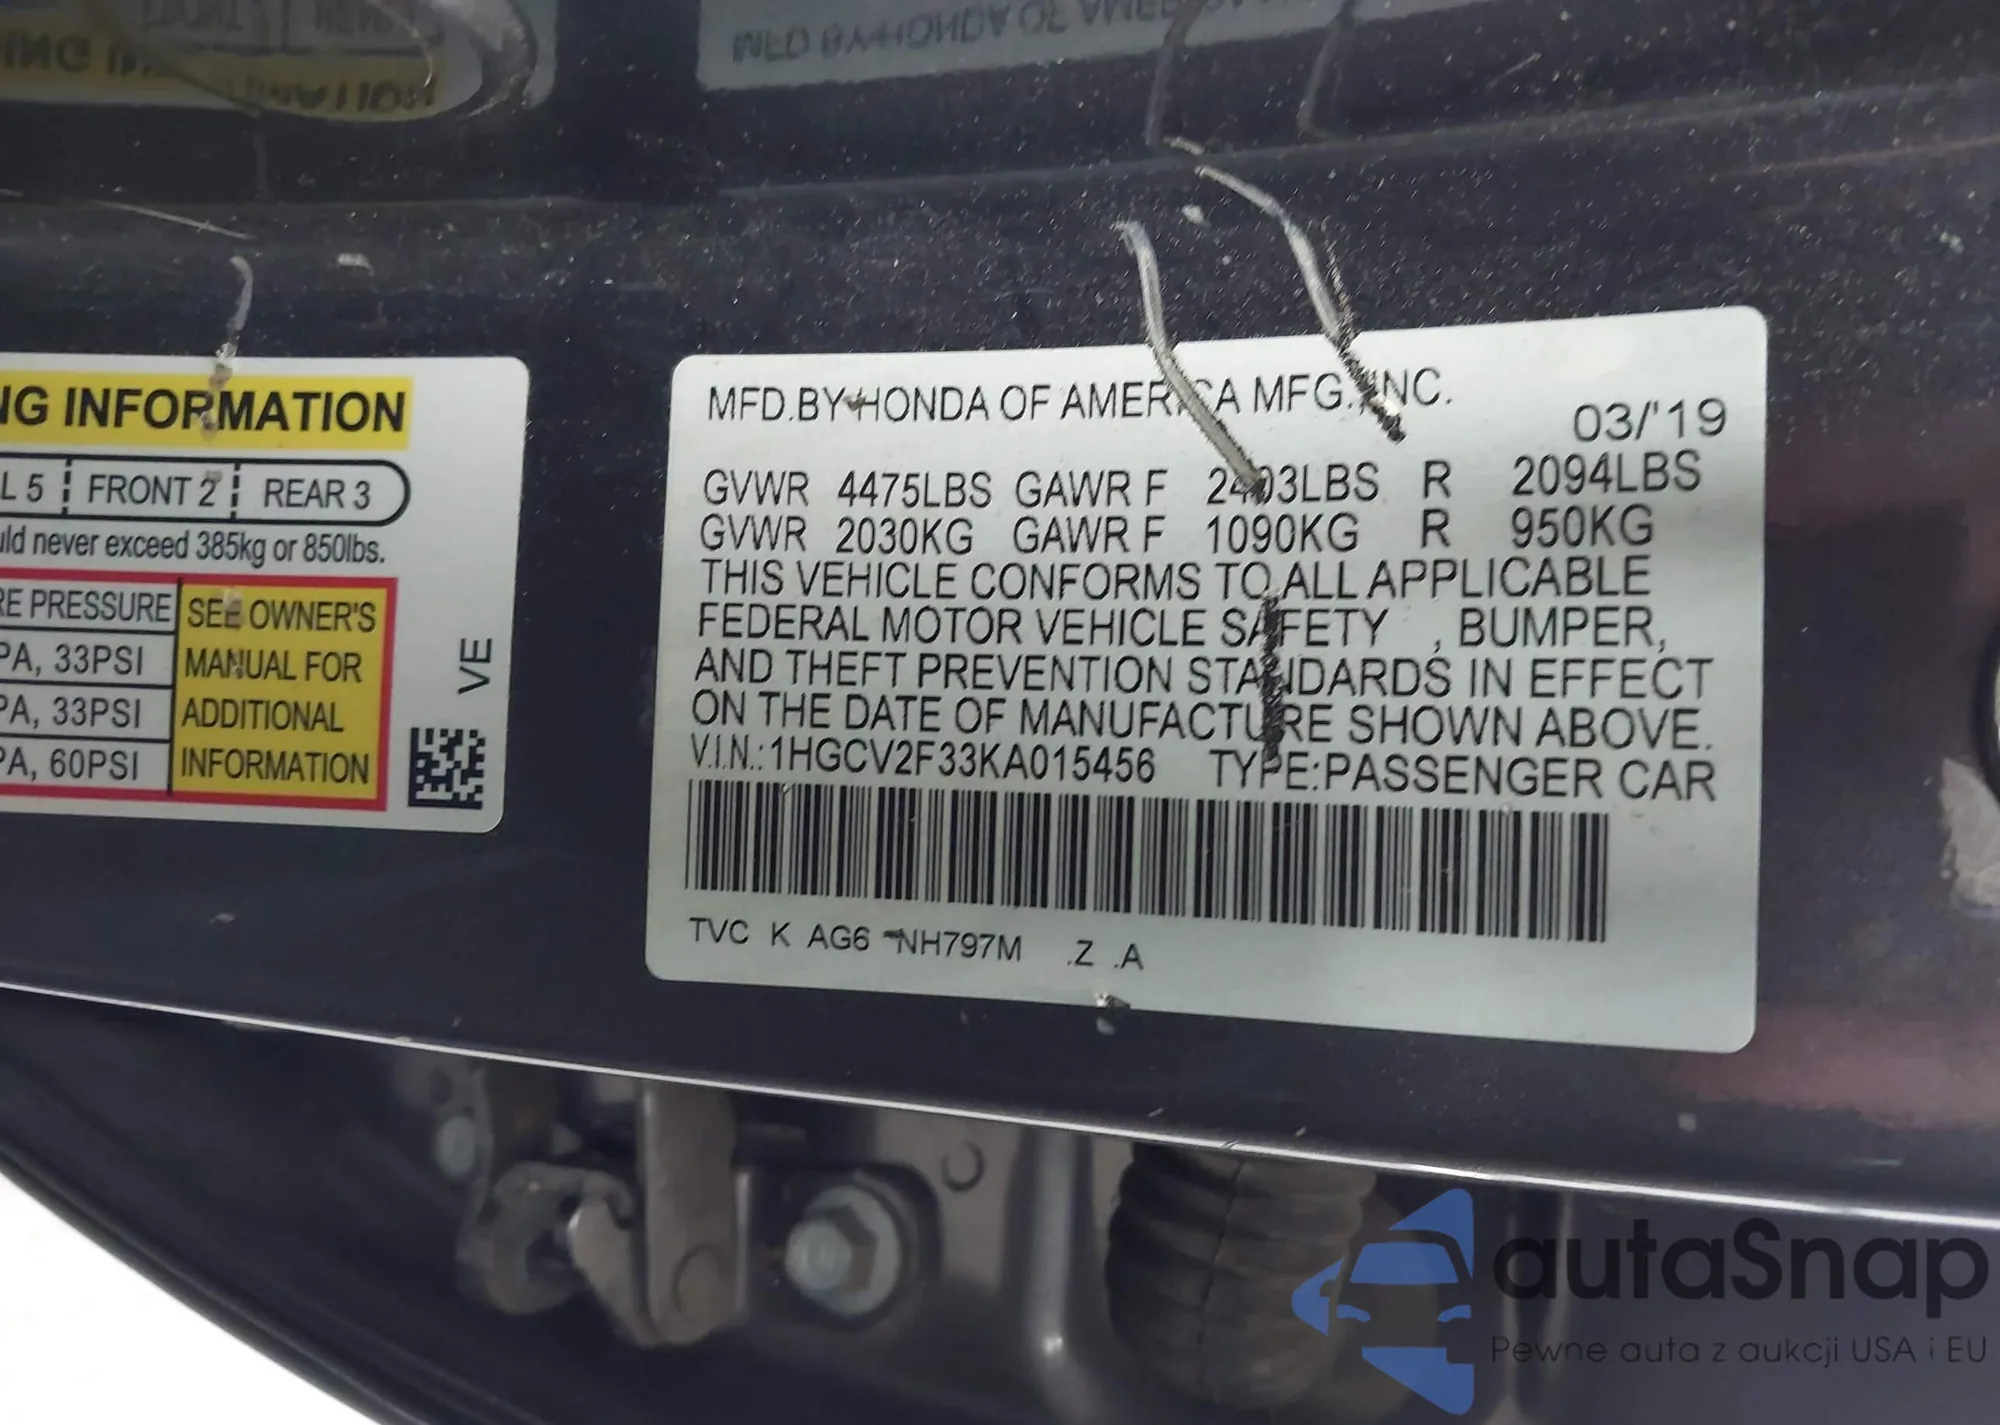 NG INFORMATION
L 5 FRONT 2 REAR 3
uld never exceed 385kg or 850lbs.
RE PRESSURE SEE OWNER'S
PA, 33PSI MANUAL FOR
PA, 33PSI ADDITIONAL
PA, 60PSI INFORMATION
VE
MFD.BY HONDA OF AMERICA MFG.,INC.
03/'19
GVWR 4475LBS GAWR F 2403LBS R 2094LBS
GVWR 2030KG GAWR F 1090KG R 950KG
THIS VEHICLE CONFORMS TO ALL APPLICABLE
FEDERAL MOTOR VEHICLE SAFETY , BUMPER,
AND THEFT PREVENTION STANDARDS IN EFFECT
ON THE DATE OF MANUFACTURE SHOWN ABOVE.
V.I.N.:1HGCV2F33KA015456 TYPE:PASSENGER CAR
TVC K AG6 NH797M .Z .A
autaSnap
Pewne auta z aukcji USA i EU